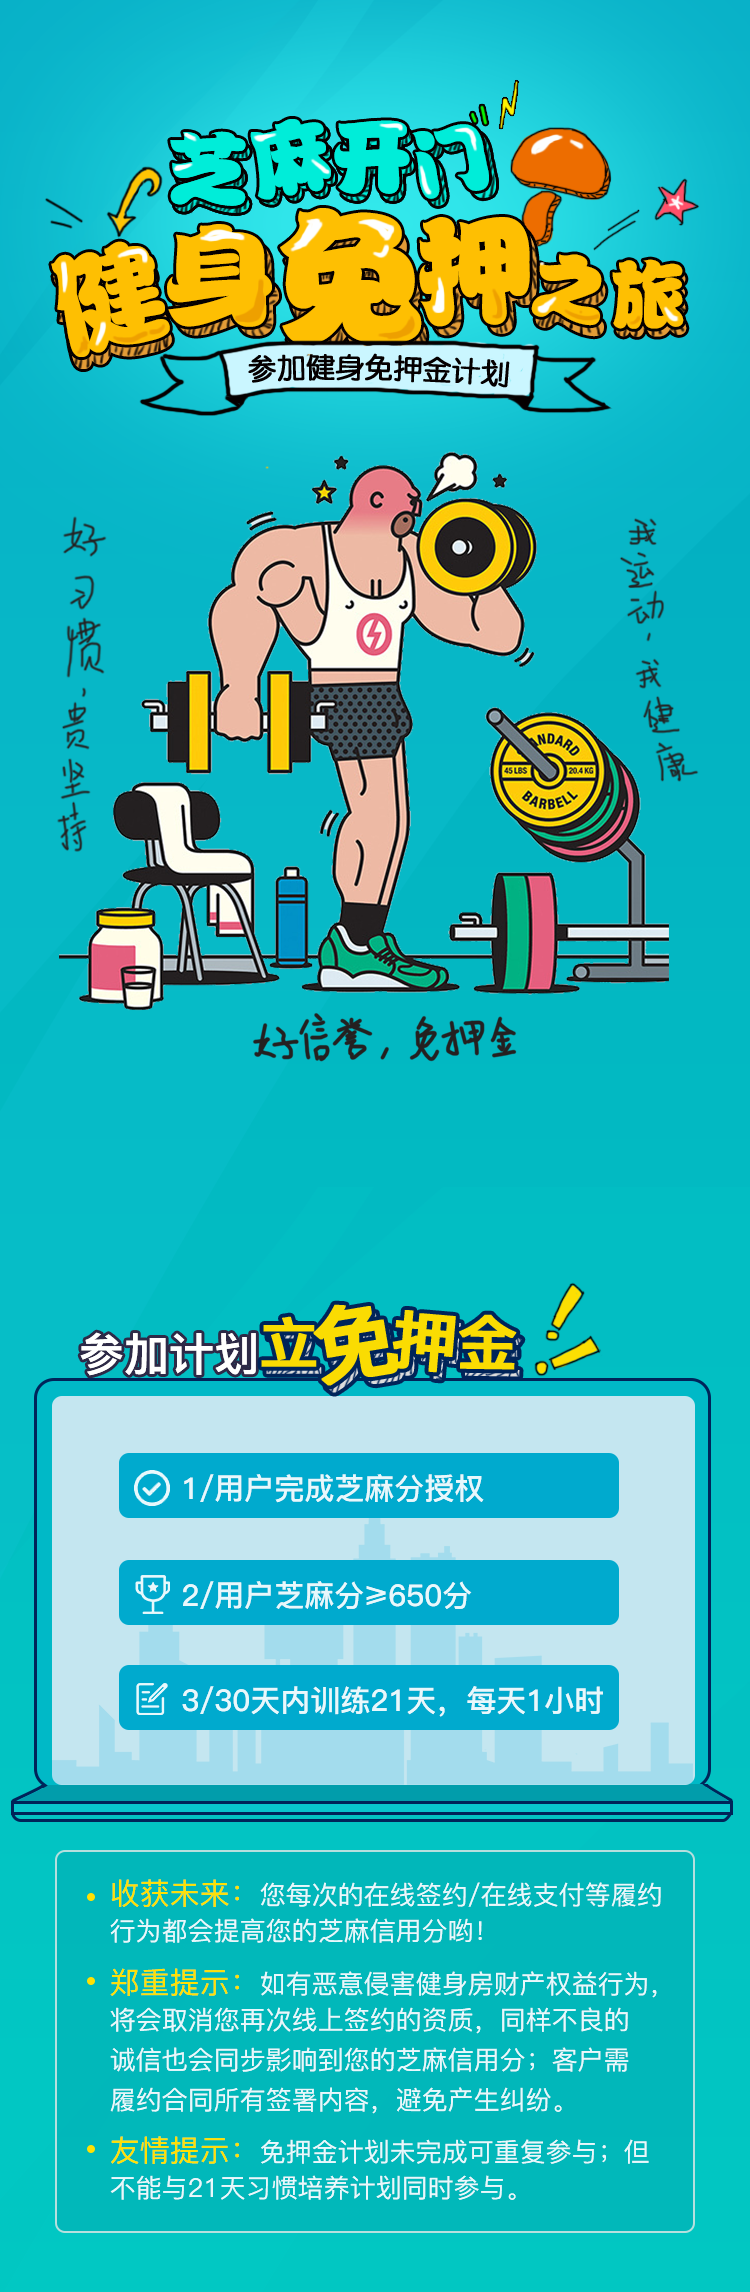 芝麻开门
健身免押之旅
参加健身免押金计划
好习惯,贵坚持
我运动,我健康
ANDARD
45 LBS
20.4 KG
BARBELL
好信誉,免押金
参加计划立免押金!!
1/用户完成芝麻分授权
2/用户芝麻分≥650分
3/30天内训练21天，每天1小时
• 收获未来：您每次的在线签约/在线支付等履约
行为都会提高您的芝麻信用分哟！
• 郑重提示：如有恶意侵害健身房财产权益行为，
将会取消您再次线上签约的资质，同样不良的
诚信也会同步影响到您的芝麻信用分；客户需
履约合同所有签署内容，避免产生纠纷。
• 友情提示：免押金计划未完成可重复参与；但
不能与21天习惯培养计划同时参与。